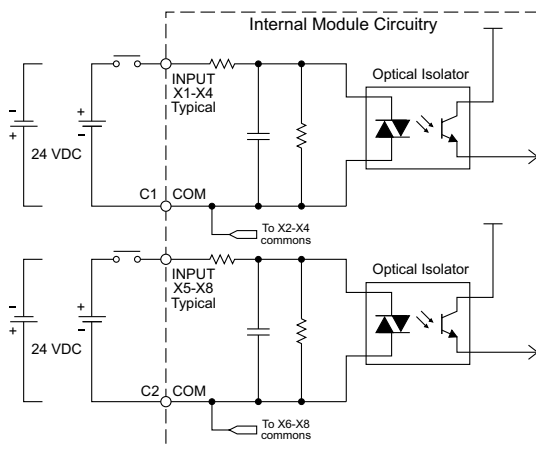 Internal Module Circuitry
INPUT
X1-X4
Typical
Optical Isolator
- +
+ -
24 VDC
C1 COM
To X2-X4
commons
INPUT
X5-X8
Typical
Optical Isolator
- +
+ -
24 VDC
C2 COM
To X6-X8
commons